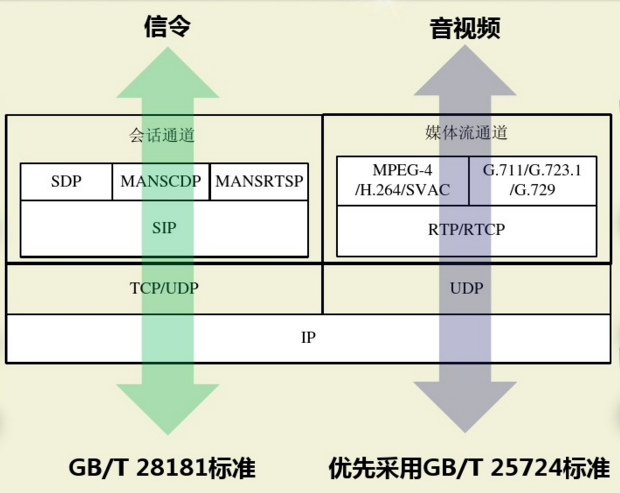 信令
音视频
会话通道
媒体流通道
SDP
MANSCDP
MANSRTSP
MPEG-4
/H.264/SVAC
G.711/G.723.1
/G.729
SIP
RTP/RTCP
TCP/UDP
UDP
IP
GB/T 28181标准
优先采用GB/T 25724标准